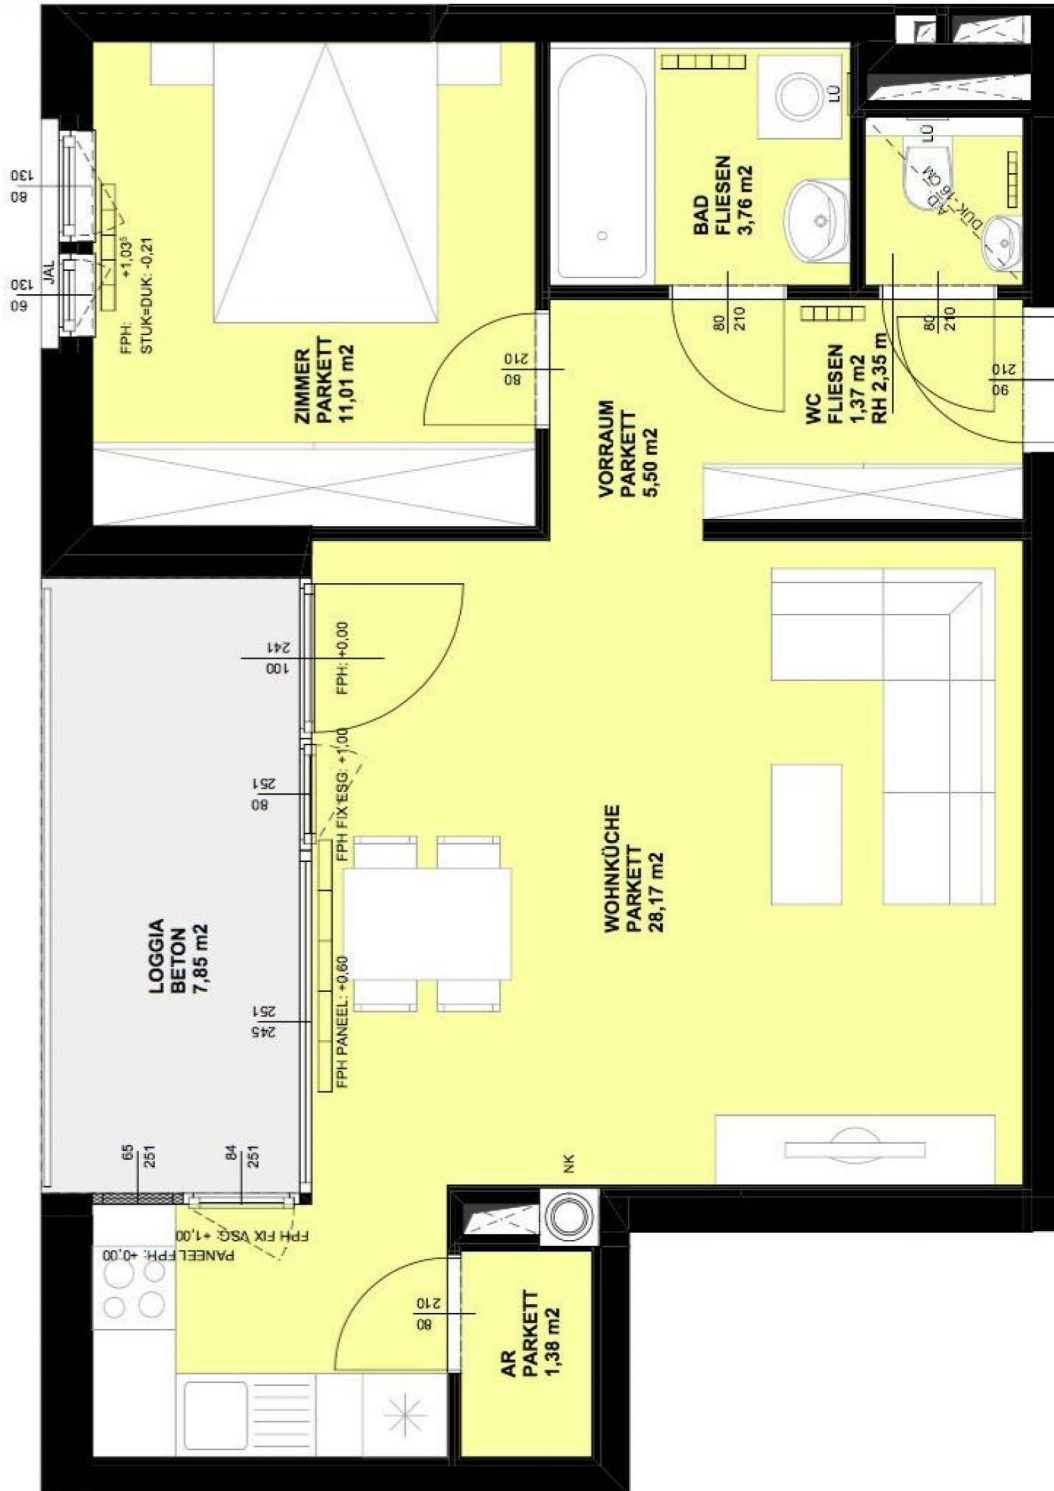 130
80
130
60
JAL
FPH: +1,03⁵
STUK=DUK: -0,21
ZIMMER
PARKETT
11,01 m2
210
80
BAD
FLIESEN
3,76 m2
LÜ
LÜ
AD
DUK -16 CM
80
210
80
210
WC
FLIESEN
1,37 m2
RH 2,35 m
210
90
VORRAUM
PARKETT
5,50 m2
241
100
FPH: +0,00
251
80
FPH FIX ESG: +1,00
LOGGIA
BETON
7,85 m2
251
245
FPH PANEEL: +0,60
WOHNKÜCHE
PARKETT
28,17 m2
65
251
84
251
FPH FIX VSG: +1,00
PANEEL FPH: +0,00
NK
210
80
AR
PARKETT
1,38 m2